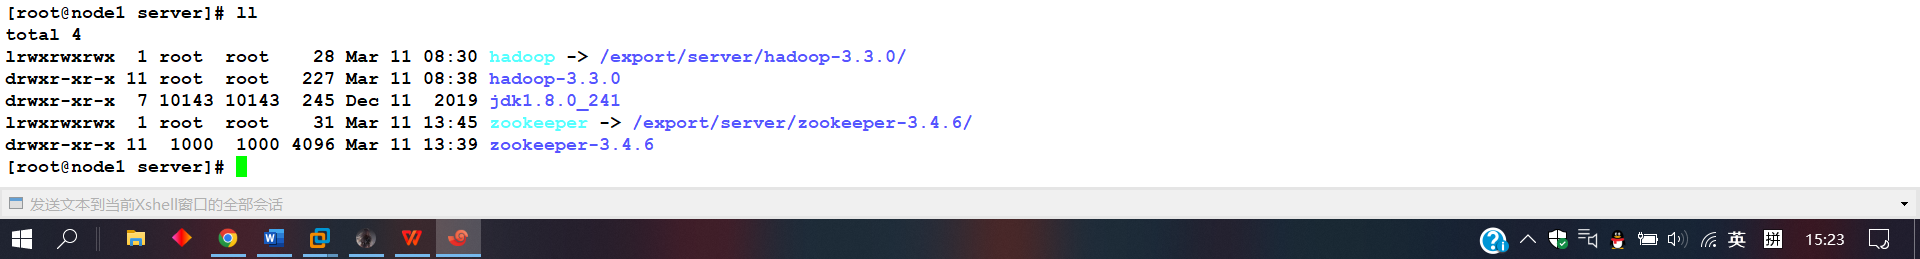 [root@node1 server]# ll
total 4
lrwxrwxrwx  1 root  root    28 Mar 11 08:30 hadoop -> /export/server/hadoop-3.3.0/
drwxr-xr-x 11 root  root   227 Mar 11 08:38 hadoop-3.3.0
drwxr-xr-x  7 10143 10143  245 Dec 11  2019 jdk1.8.0_241
lrwxrwxrwx  1 root  root    31 Mar 11 13:45 zookeeper -> /export/server/zookeeper-3.4.6/
drwxr-xr-x 11  1000  1000 4096 Mar 11 13:39 zookeeper-3.4.6
[root@node1 server]#
发送文本到当前Xshell窗口的全部会话
英 拼 15:23